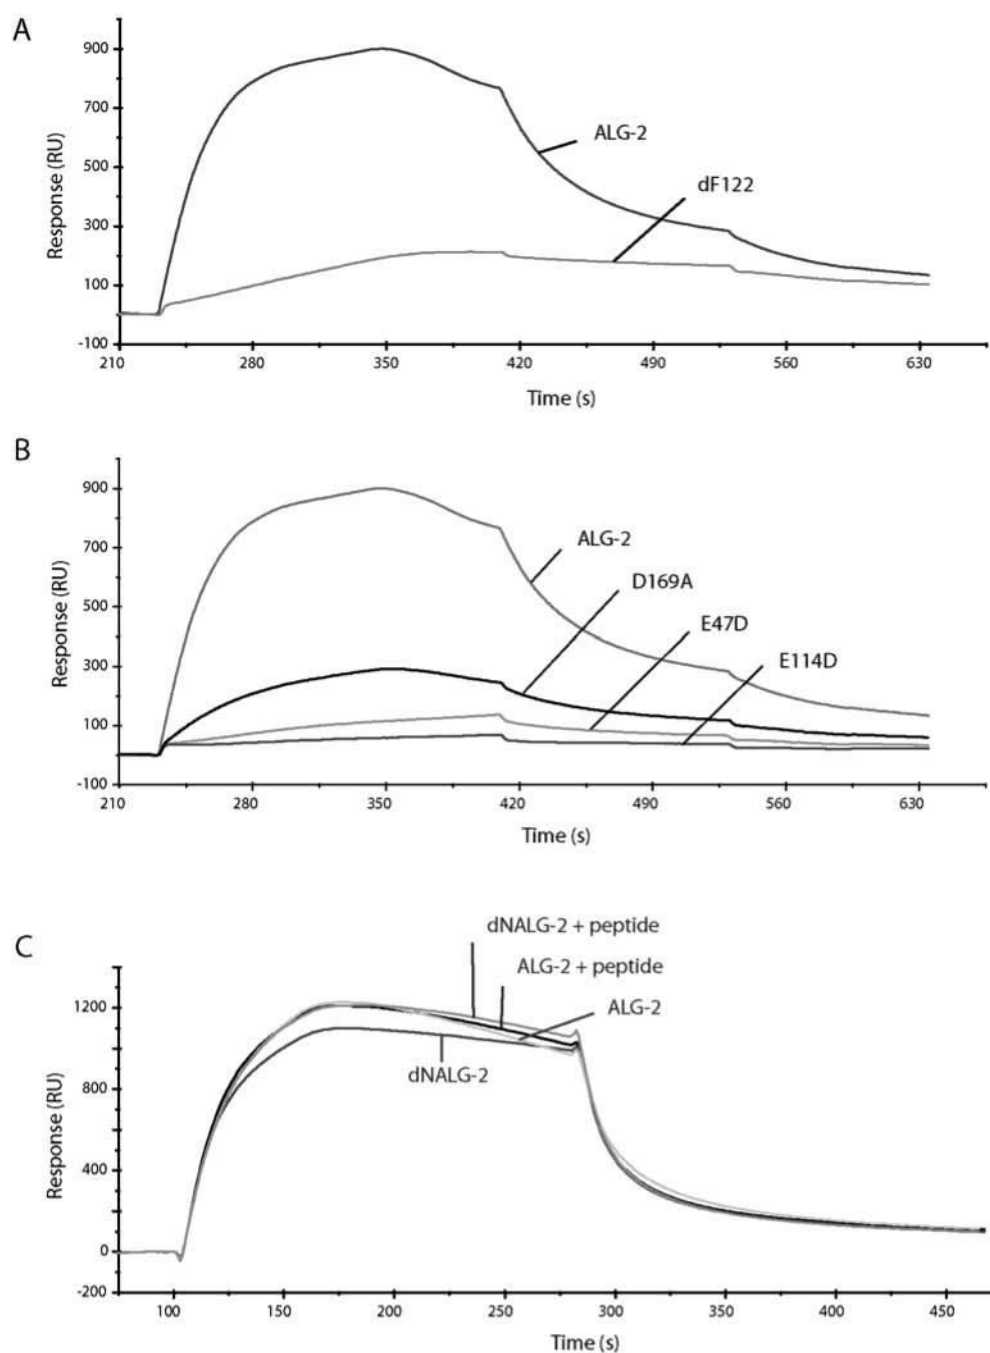 A
Response (RU)
900
700
500
300
100
-100
ALG-2
dF122
210 280 350 420 490 560 630
Time (s)
B
Response (RU)
900
700
500
300
100
-100
ALG-2
D169A
E47D
E114D
210 280 350 420 490 560 630
Time (s)
C
Response (RU)
1200
800
400
0
-200
dNALG-2 + peptide
ALG-2 + peptide
ALG-2
dNALG-2
100 150 200 250 300 350 400 450
Time (s)